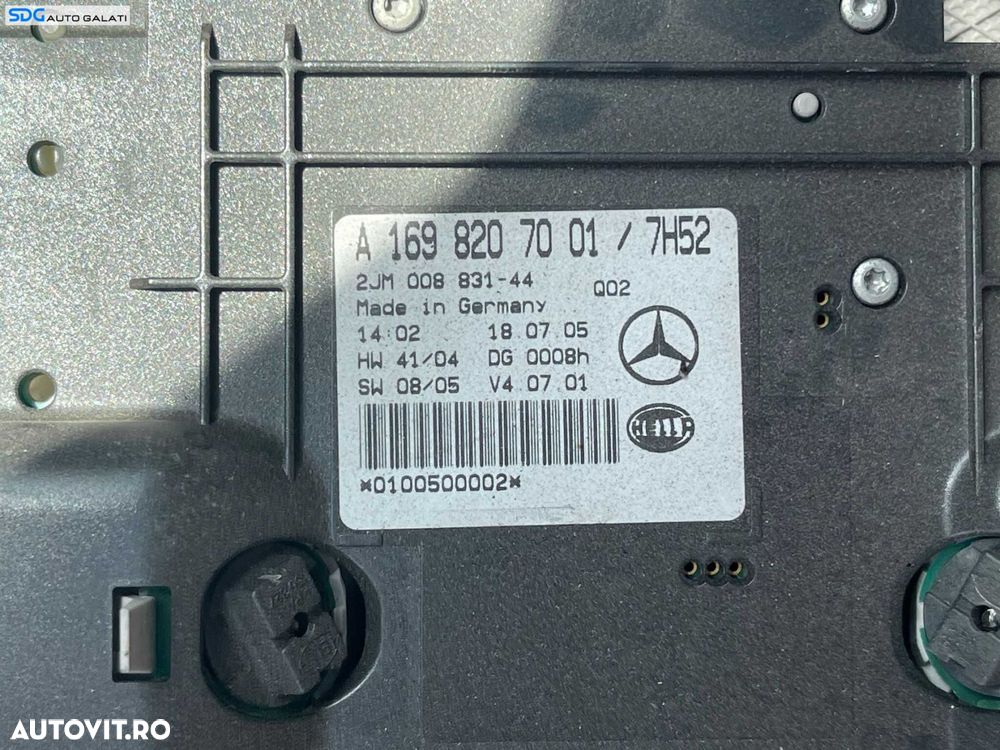 SDG AUTO GALATI
A 169 820 70 01 / 7H52
2JM 008 831-44
Q02
Made in Germany
14:02 18 07 05
HW 41/04 DG 0008h
SW 08/05 V4 07 01
HELLA
*0100500002*
AUTOVIT.RO